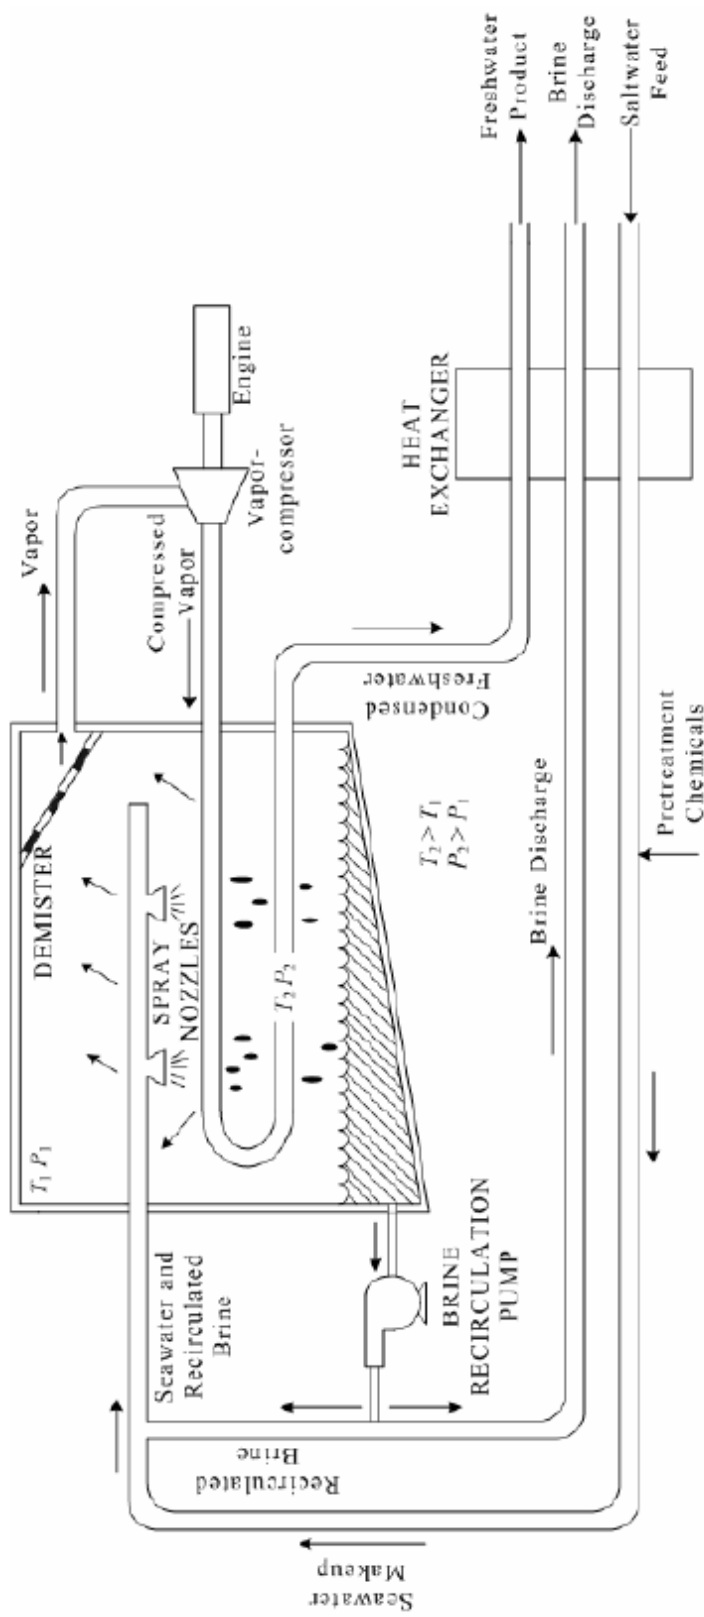 T₁ P₁
DEMISTER
Vapor
SPRAY
NOZZLES
Compressed
Vapor
Vapor-
compressor
Engine
Seawater and
Recirculated
Brine
T₂ P₂
Condensed
Freshwater
T₂ > T₁
P₂ > P₁
BRINE
RECIRCULATION
PUMP
Recirculated
Brine
Seawater
Makeup
Brine Discharge
Pretreatment
Chemicals
HEAT
EXCHANGER
Freshwater
Product
Brine
Discharge
Saltwater
Feed